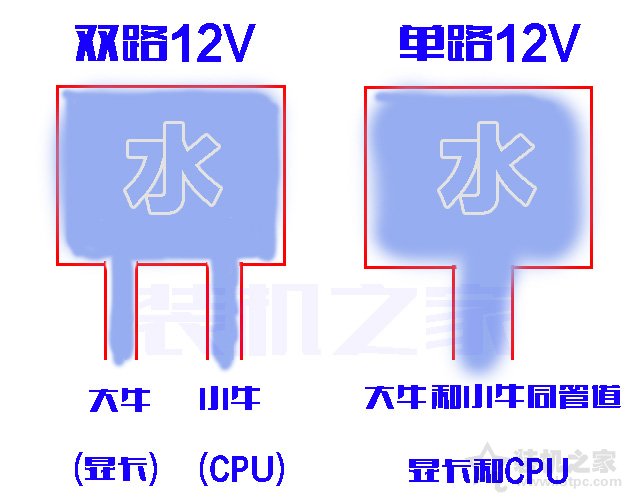 双路12V
单路12V
水
水
装机之家
大牛
小牛
大牛和小牛同管道
(显卡)
(CPU)
显卡和CPU
装机之家